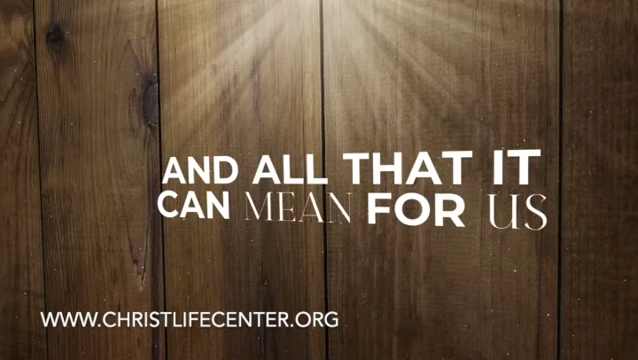 AND ALL THAT IT
CAN MEAN FOR US
WWW.CHRISTLIFECENTER.ORG